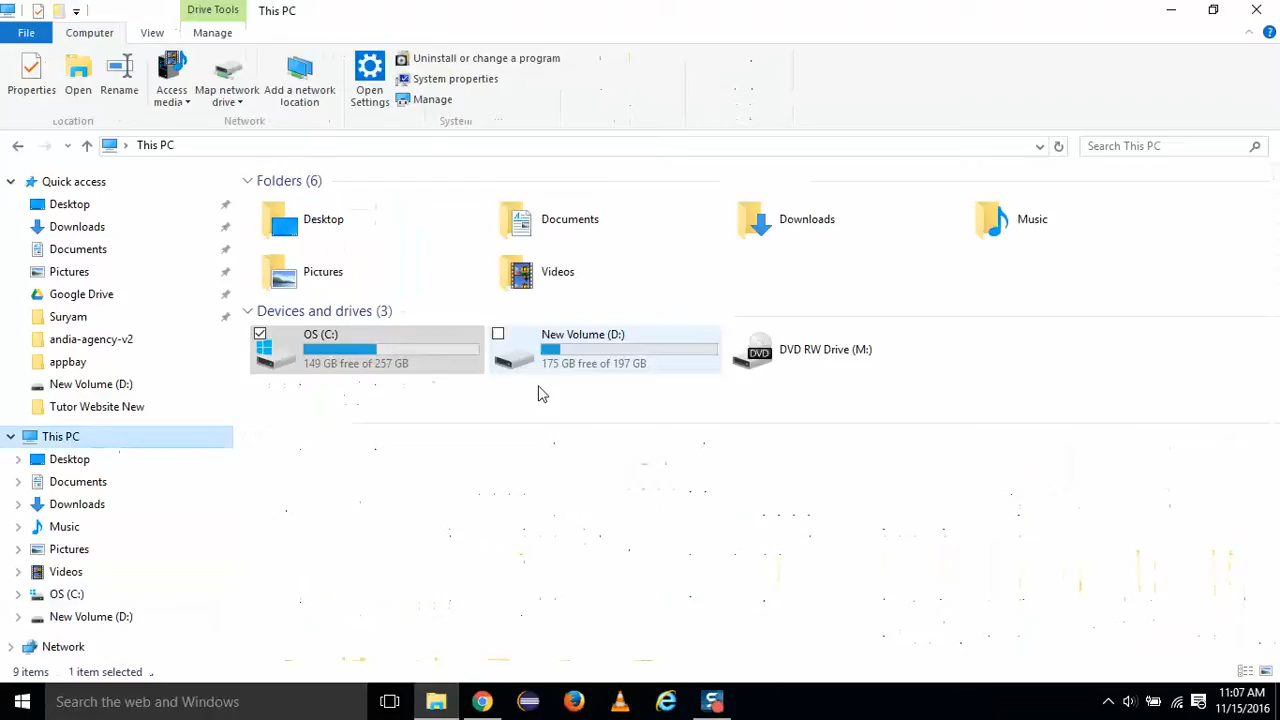 Drive Tools
This PC
File
Computer
View
Manage
Properties
Open
Rename
Access media
Map network drive
Add a network location
Open Settings
Uninstall or change a program
System properties
Manage
Location
Network
System
This PC
Search This PC
Quick access
Desktop
Downloads
Documents
Pictures
Google Drive
Suryam
andia-agency-v2
appbay
New Volume (D:)
Tutor Website New
This PC
Desktop
Documents
Downloads
Music
Pictures
Videos
OS (C:)
New Volume (D:)
Network
Folders (6)
Desktop
Documents
Downloads
Music
Pictures
Videos
Devices and drives (3)
OS (C:)
149 GB free of 257 GB
New Volume (D:)
175 GB free of 197 GB
DVD
DVD RW Drive (M:)
9 items
1 item selected
Search the web and Windows
11:07 AM
11/15/2016